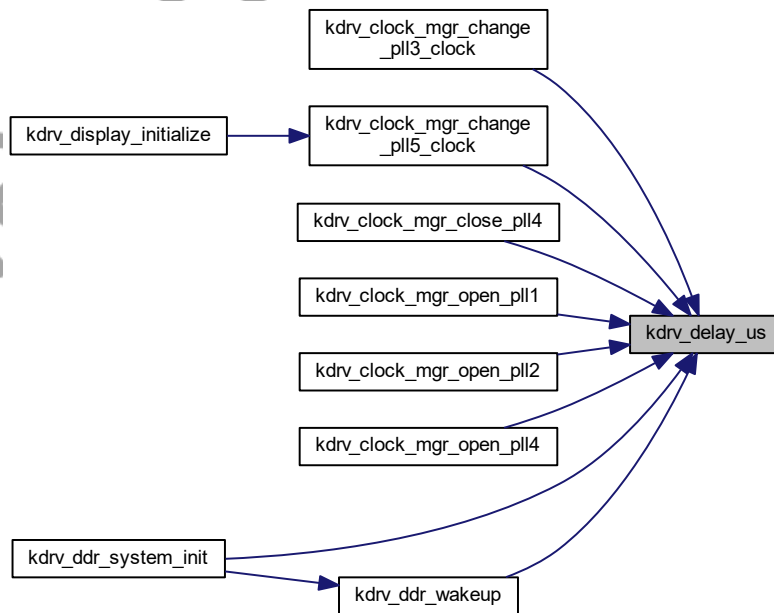 kdrv_clock_mgr_change
_pll3_clock
kdrv_display_initialize
kdrv_clock_mgr_change
_pll5_clock
kdrv_clock_mgr_close_pll4
kdrv_clock_mgr_open_pll1
kdrv_delay_us
kdrv_clock_mgr_open_pll2
kdrv_clock_mgr_open_pll4
kdrv_ddr_system_init
kdrv_ddr_wakeup